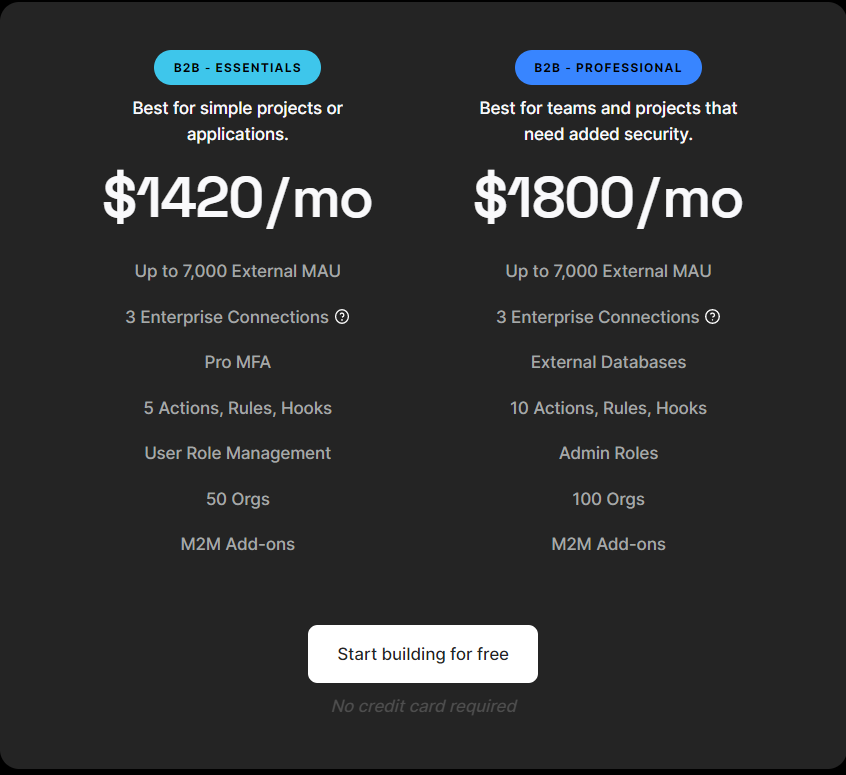 B2B - ESSENTIALS
Best for simple projects or
applications.
$1420/mo
Up to 7,000 External MAU
3 Enterprise Connections
Pro MFA
5 Actions, Rules, Hooks
User Role Management
50 Orgs
M2M Add-ons
B2B - PROFESSIONAL
Best for teams and projects that
need added security.
$1800/mo
Up to 7,000 External MAU
3 Enterprise Connections
External Databases
10 Actions, Rules, Hooks
Admin Roles
100 Orgs
M2M Add-ons
Start building for free
No credit card required